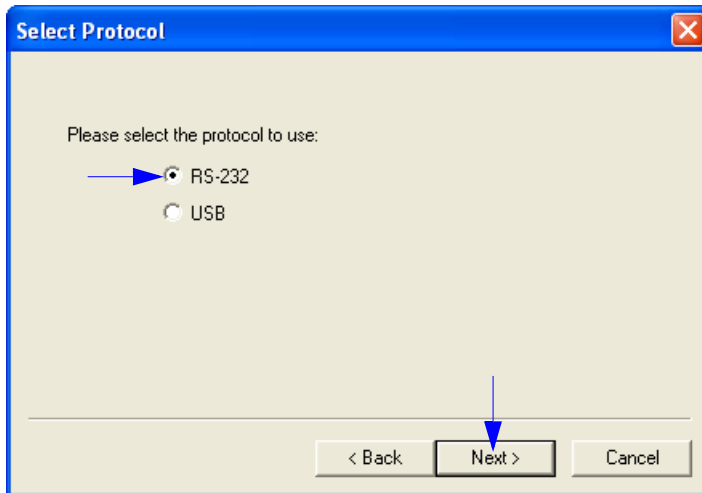 Select Protocol
Please select the protocol to use:
RS-232
USB
< Back Next > Cancel